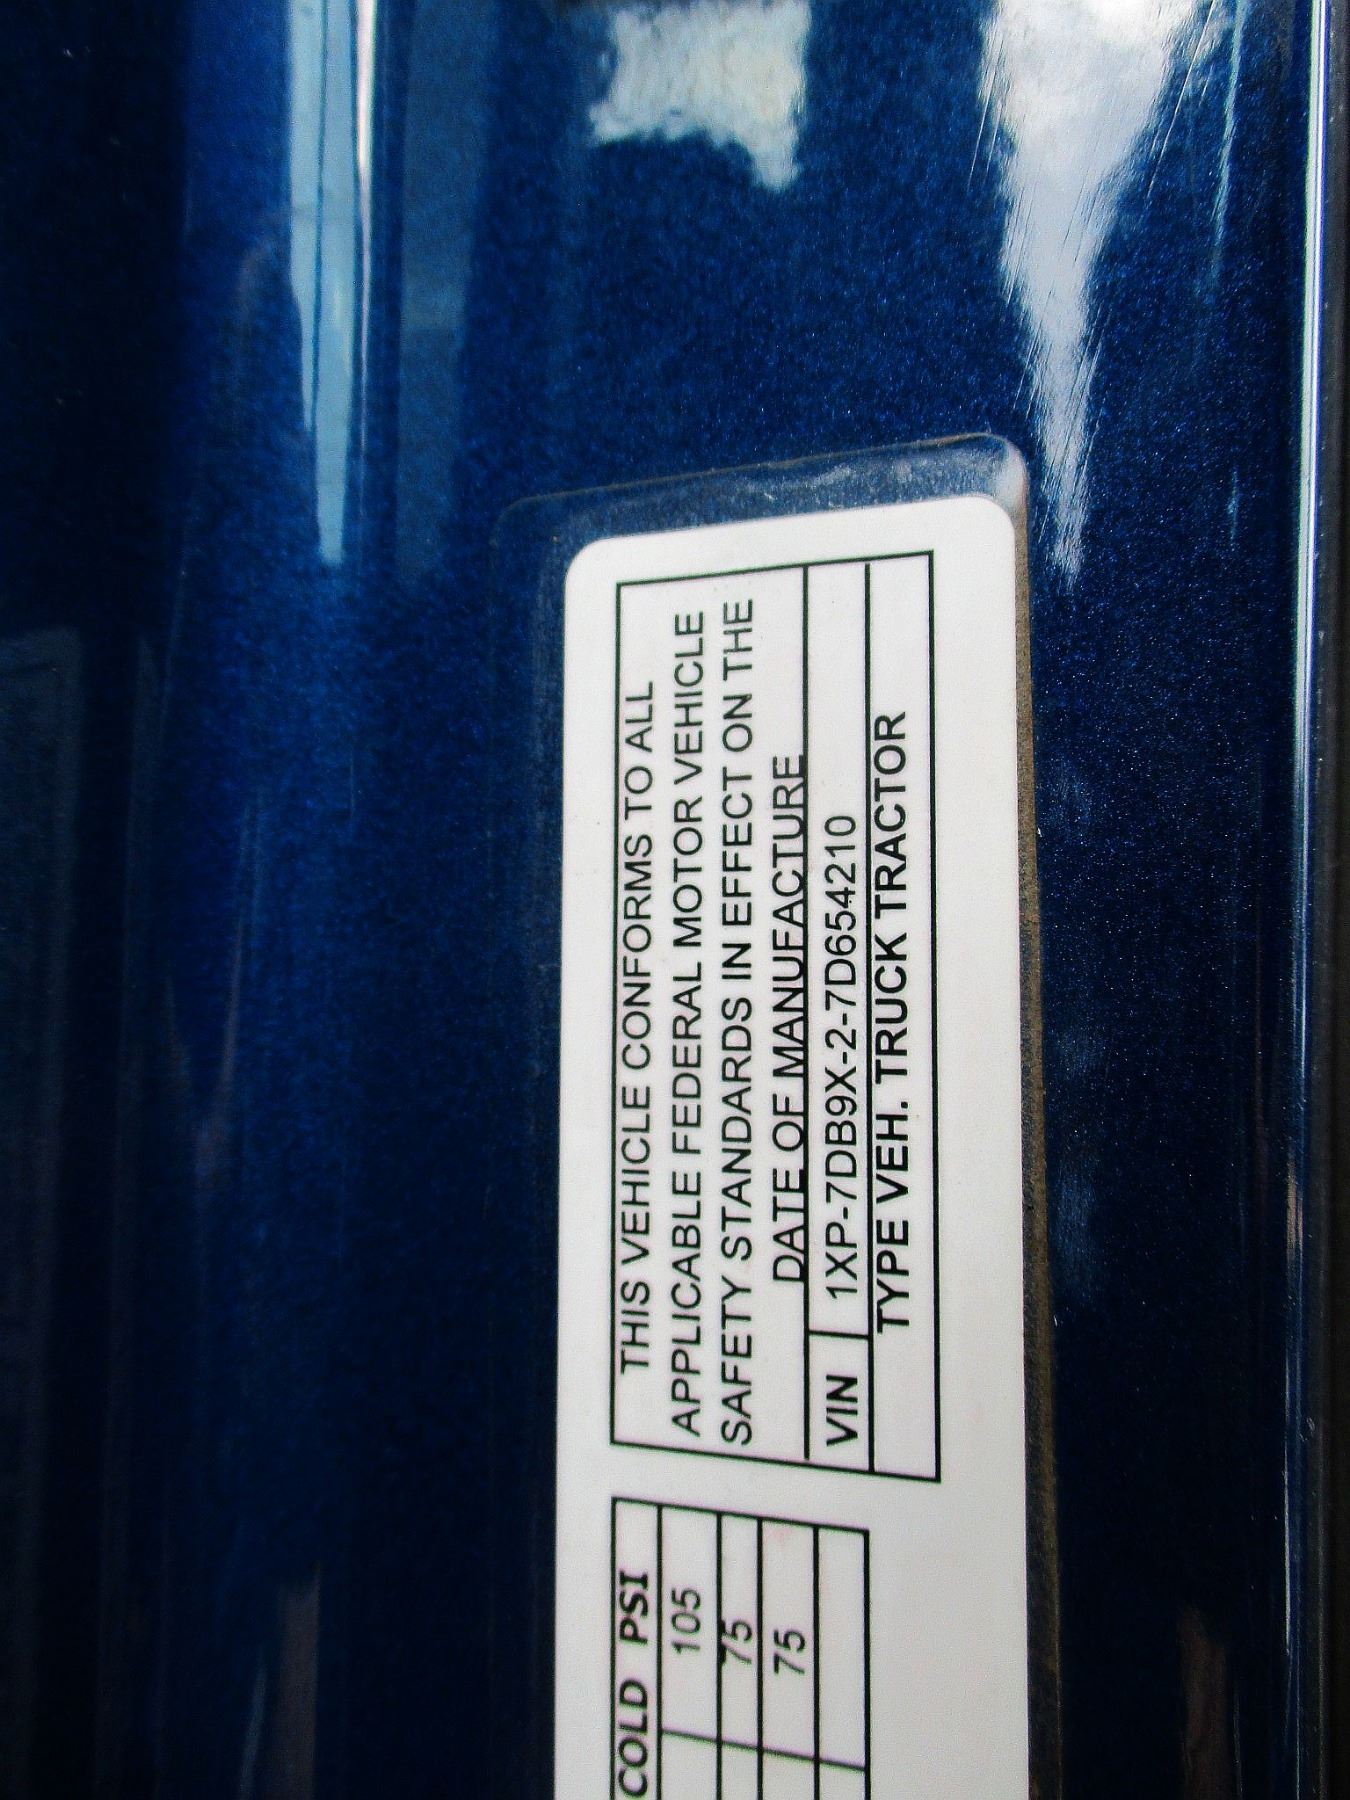 COLD PSI
105
75
75
THIS VEHICLE CONFORMS TO ALL
APPLICABLE FEDERAL MOTOR VEHICLE
SAFETY STANDARDS IN EFFECT ON THE
DATE OF MANUFACTURE
VIN 1XP-7DB9X-2-7D654210
TYPE VEH. TRUCK TRACTOR